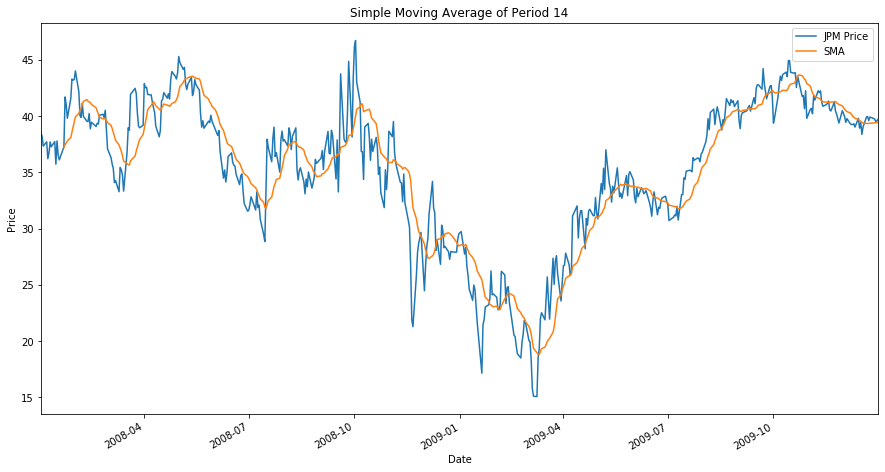 Simple Moving Average of Period 14
JPM Price
SMA
Price
45
40
35
30
25
20
15
2008-04
2008-07
2008-10
2009-01
2009-04
2009-07
2009-10
Date